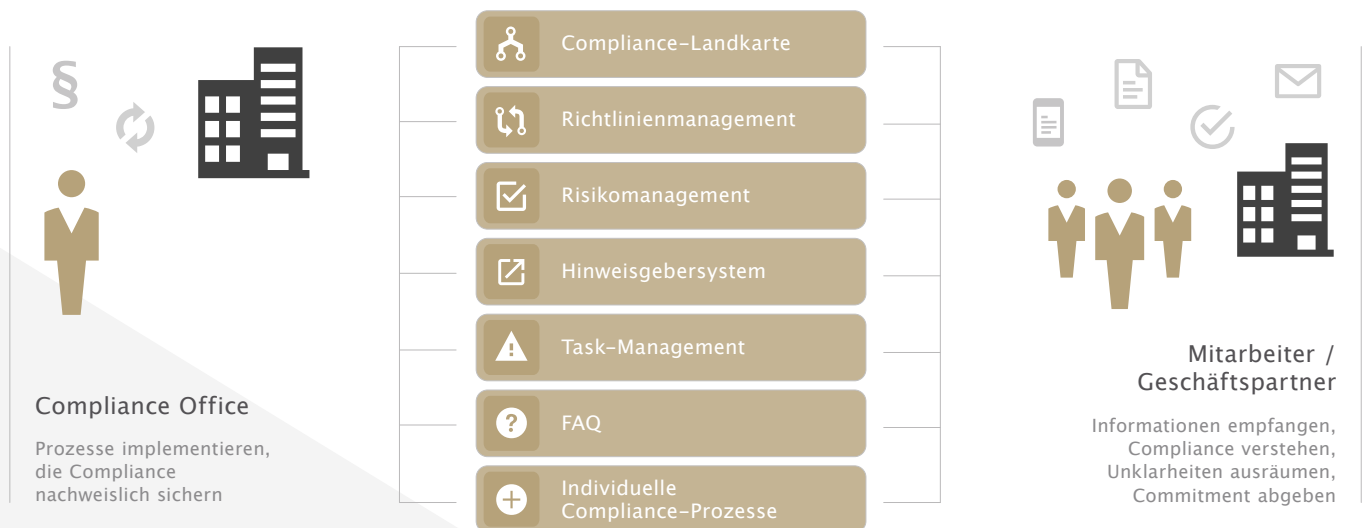 §
Compliance Office
Prozesse implementieren,
die Compliance
nachweislich sichern
Compliance-Landkarte
Richtlinienmanagement
Risikomanagement
Hinweisgebersystem
Task-Management
FAQ
Individuelle
Compliance-Prozesse
Mitarbeiter /
Geschäftspartner
Informationen empfangen,
Compliance verstehen,
Unklarheiten ausräumen,
Commitment abgeben